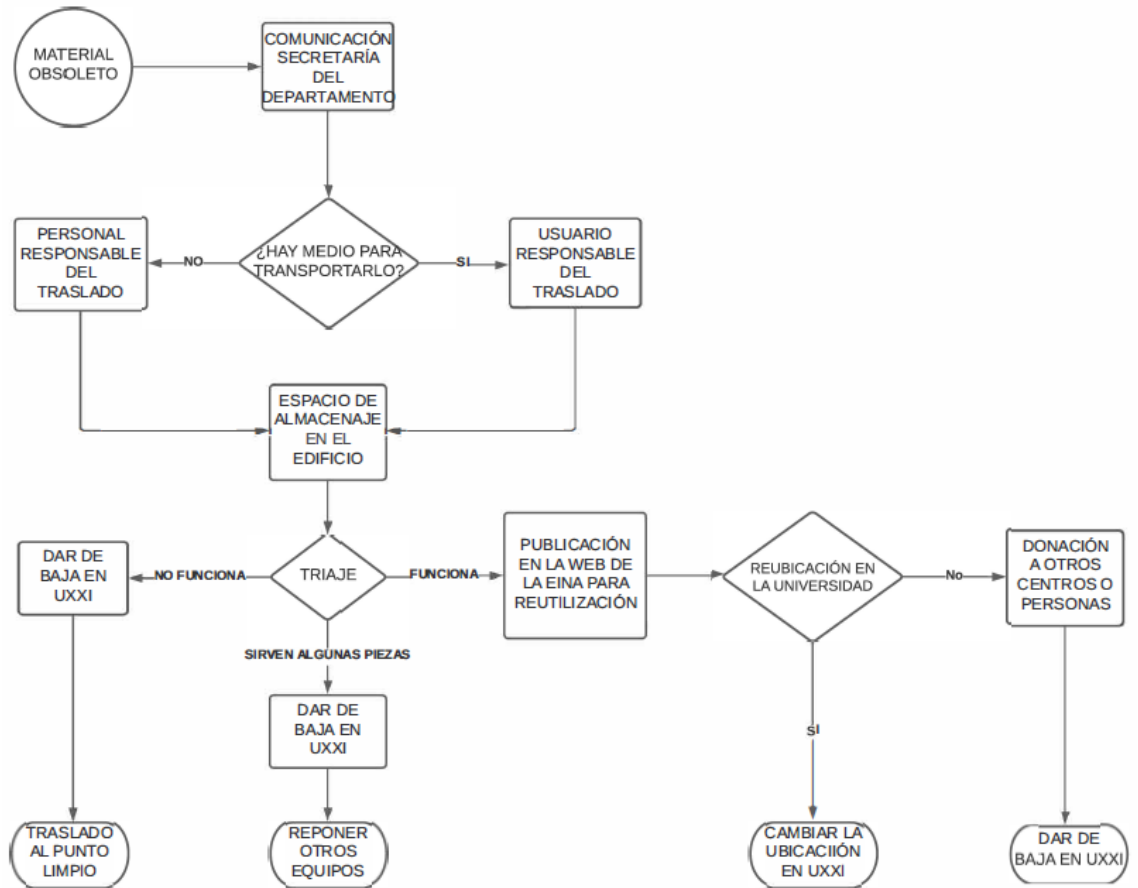 MATERIAL
OBSOLETO
COMUNICACIÓN
SECRETARÍA
DEL
DEPARTAMENTO
¿HAY MEDIO PARA
TRANSPORTARLO?
NO
SI
PERSONAL
RESPONSABLE
DEL
TRASLADO
USUARIO
RESPONSABLE
DEL
TRASLADO
ESPACIO DE
ALMACENAJE
EN EL
EDIFICIO
TRIAJE
NO FUNCIONA
FUNCIONA
SIRVEN ALGUNAS PIEZAS
DAR DE
BAJA EN
UXXI
TRASLADO
AL PUNTO
LIMPIO
DAR DE
BAJA EN
UXXI
REPONER
OTROS
EQUIPOS
PUBLICACIÓN
EN LA WEB DE
LA EINA PARA
REUTILIZACIÓN
REUBICACIÓN EN
LA UNIVERSIDAD
SI
No
CAMBIAR LA
UBICACIIÓN
EN UXXI
DONACIÓN
A OTROS
CENTROS O
PERSONAS
DAR DE
BAJA EN UXXI